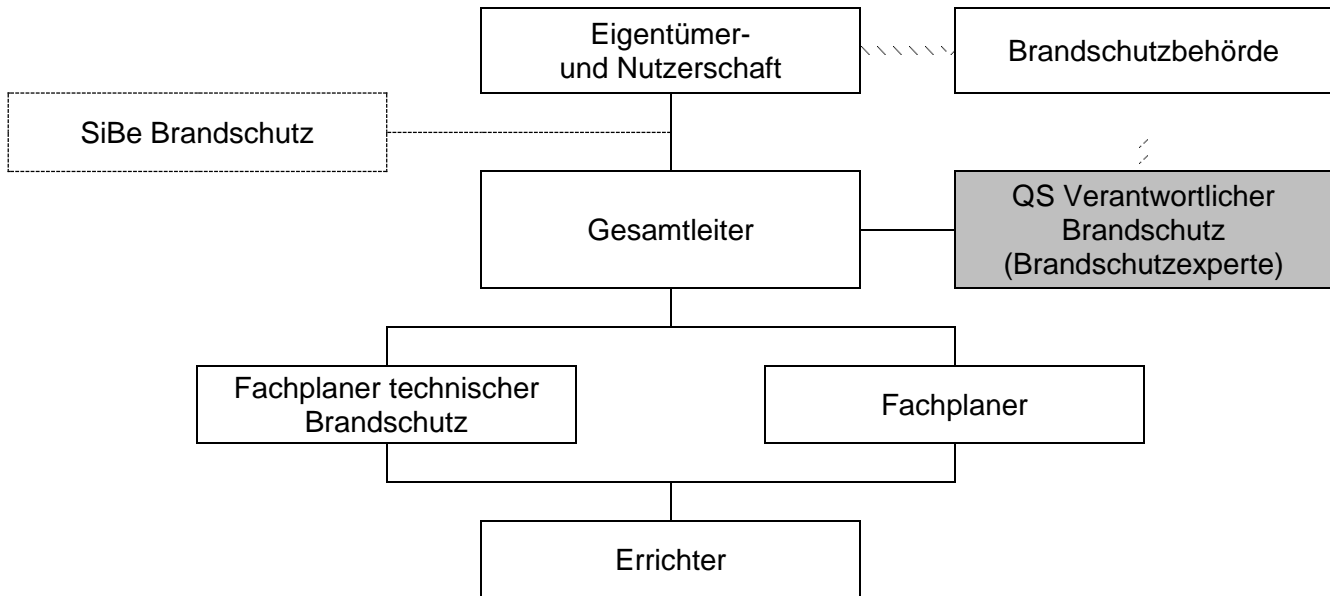 Eigentümer-
und Nutzerschaft
Brandschutzbehörde
SiBe Brandschutz
Gesamtleiter
QS Verantwortlicher
Brandschutz
(Brandschutzexperte)
Fachplaner technischer
Brandschutz
Fachplaner
Errichter